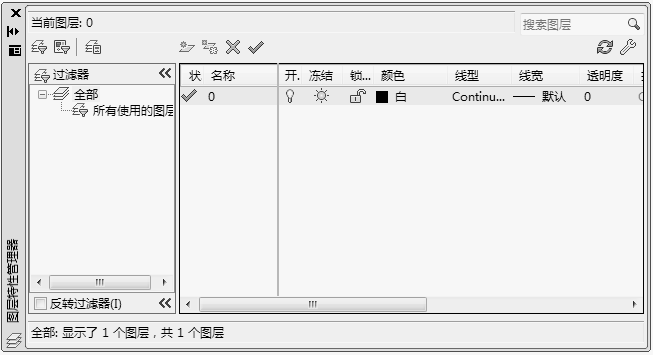 当前图层: 0
搜索图层
过滤器
状 名称 开. 冻结 锁... 颜色 线型 线宽 透明度
全部
0 白 Continu... 默认 0
所有使用的图层
反转过滤器(I)
图层特性管理器
全部: 显示了 1 个图层，共 1 个图层